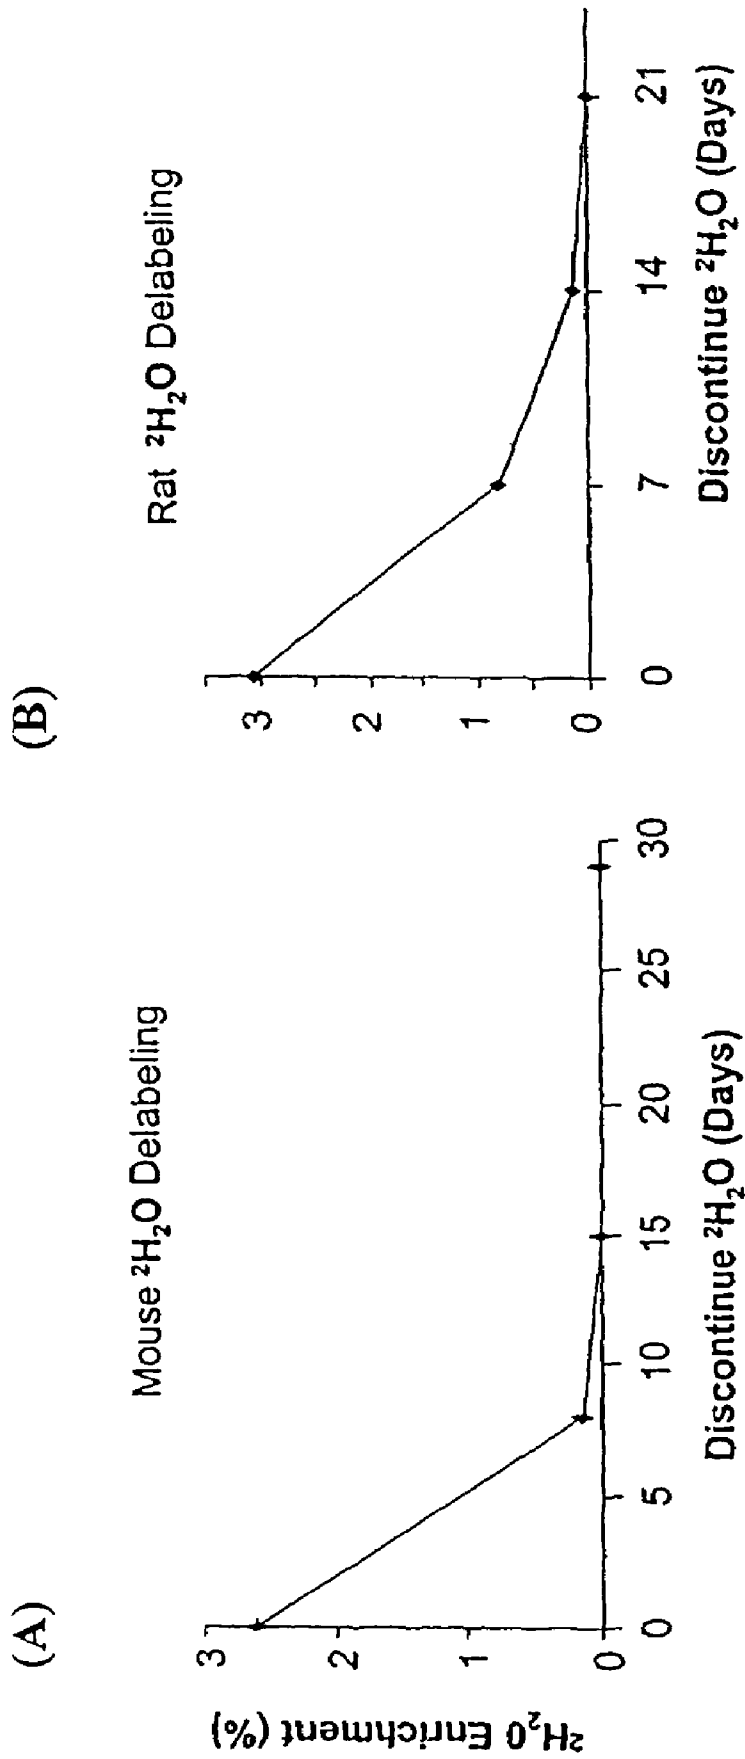 (A)
Mouse ²H₂O Delabeling
²H₂0 Enrichment (%)
3
2
1
0
0 5 10 15 20 25 30
Discontinue ²H₂O (Days)
(B)
Rat ²H₂O Delabeling
3
2
1
0
0 7 14 21
Discontinue ²H₂O (Days)